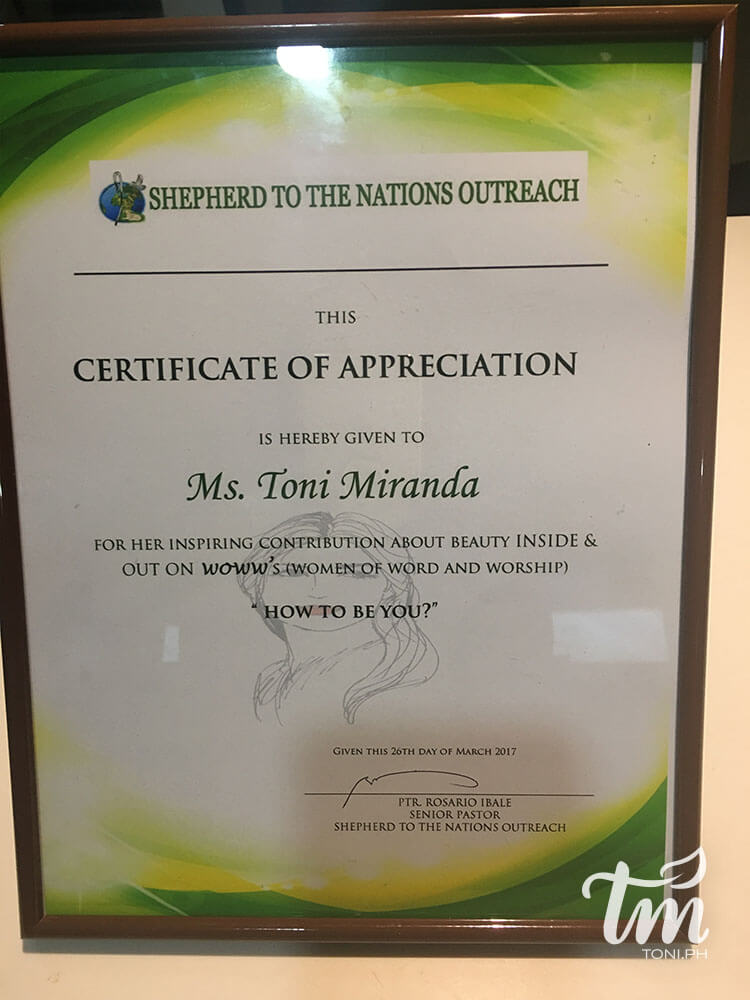 SHEPHERD TO THE NATIONS OUTREACH
THIS
CERTIFICATE OF APPRECIATION
IS HEREBY GIVEN TO
Ms. Toni Miranda
FOR HER INSPIRING CONTRIBUTION ABOUT BEAUTY INSIDE &
OUT ON WOWW'S (WOMEN OF WORD AND WORSHIP)
" HOW TO BE YOU?"
GIVEN THIS 26TH DAY OF MARCH 2017
PTR. ROSARIO IBALE
SENIOR PASTOR
SHEPHERD TO THE NATIONS OUTREACH
tm
TONI.PH